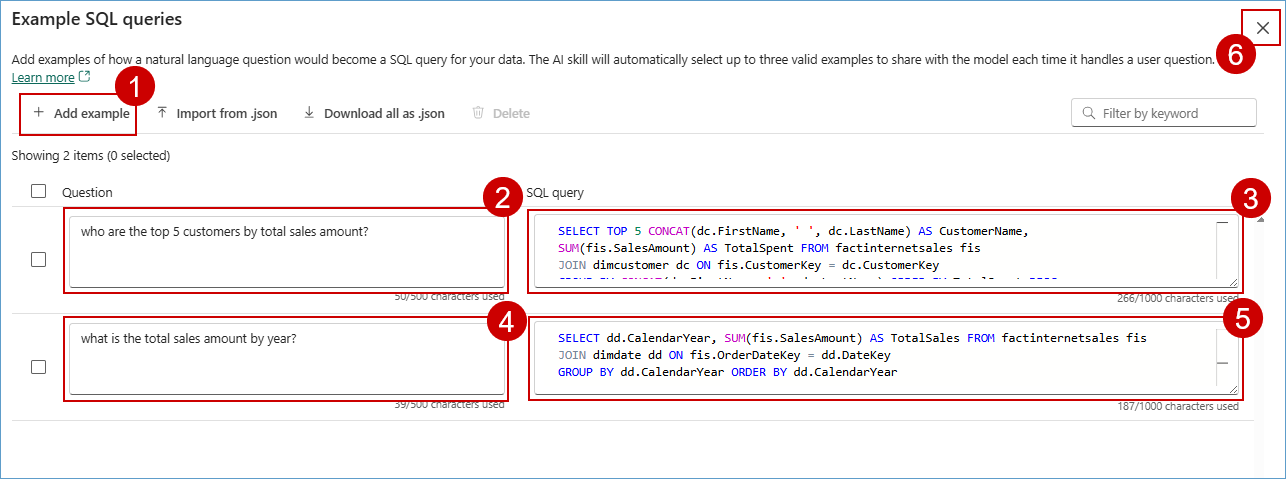 Example SQL queries
6
Add examples of how a natural language question would become a SQL query for your data. The AI skill will automatically select up to three valid examples to share with the model each time it handles a user question.
Learn more
1
Add example Import from .json Download all as .json Delete Filter by keyword
Showing 2 items (0 selected)
Question 2 SQL query 3
who are the top 5 customers by total sales amount?
SELECT TOP 5 CONCAT(dc.FirstName, ' ', dc.LastName) AS CustomerName,
SUM(fis.SalesAmount) AS TotalSpent FROM factinternetsales fis
JOIN dimcustomer dc ON fis.CustomerKey = dc.CustomerKey
50/500 characters used 266/1000 characters used
4 5
what is the total sales amount by year?
SELECT dd.CalendarYear, SUM(fis.SalesAmount) AS TotalSales FROM factinternetsales fis
JOIN dimdate dd ON fis.OrderDateKey = dd.DateKey
GROUP BY dd.CalendarYear ORDER BY dd.CalendarYear
39/500 characters used 187/1000 characters used